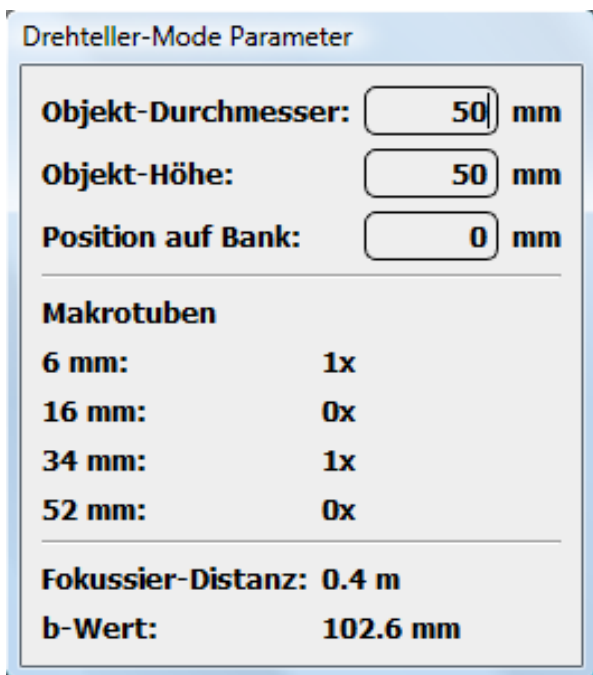 Drehteller-Mode Parameter
Objekt-Durchmesser: 50 mm
Objekt-Höhe: 50 mm
Position auf Bank: 0 mm
Makrotuben
6 mm: 1x
16 mm: 0x
34 mm: 1x
52 mm: 0x
Fokussier-Distanz: 0.4 m
b-Wert: 102.6 mm